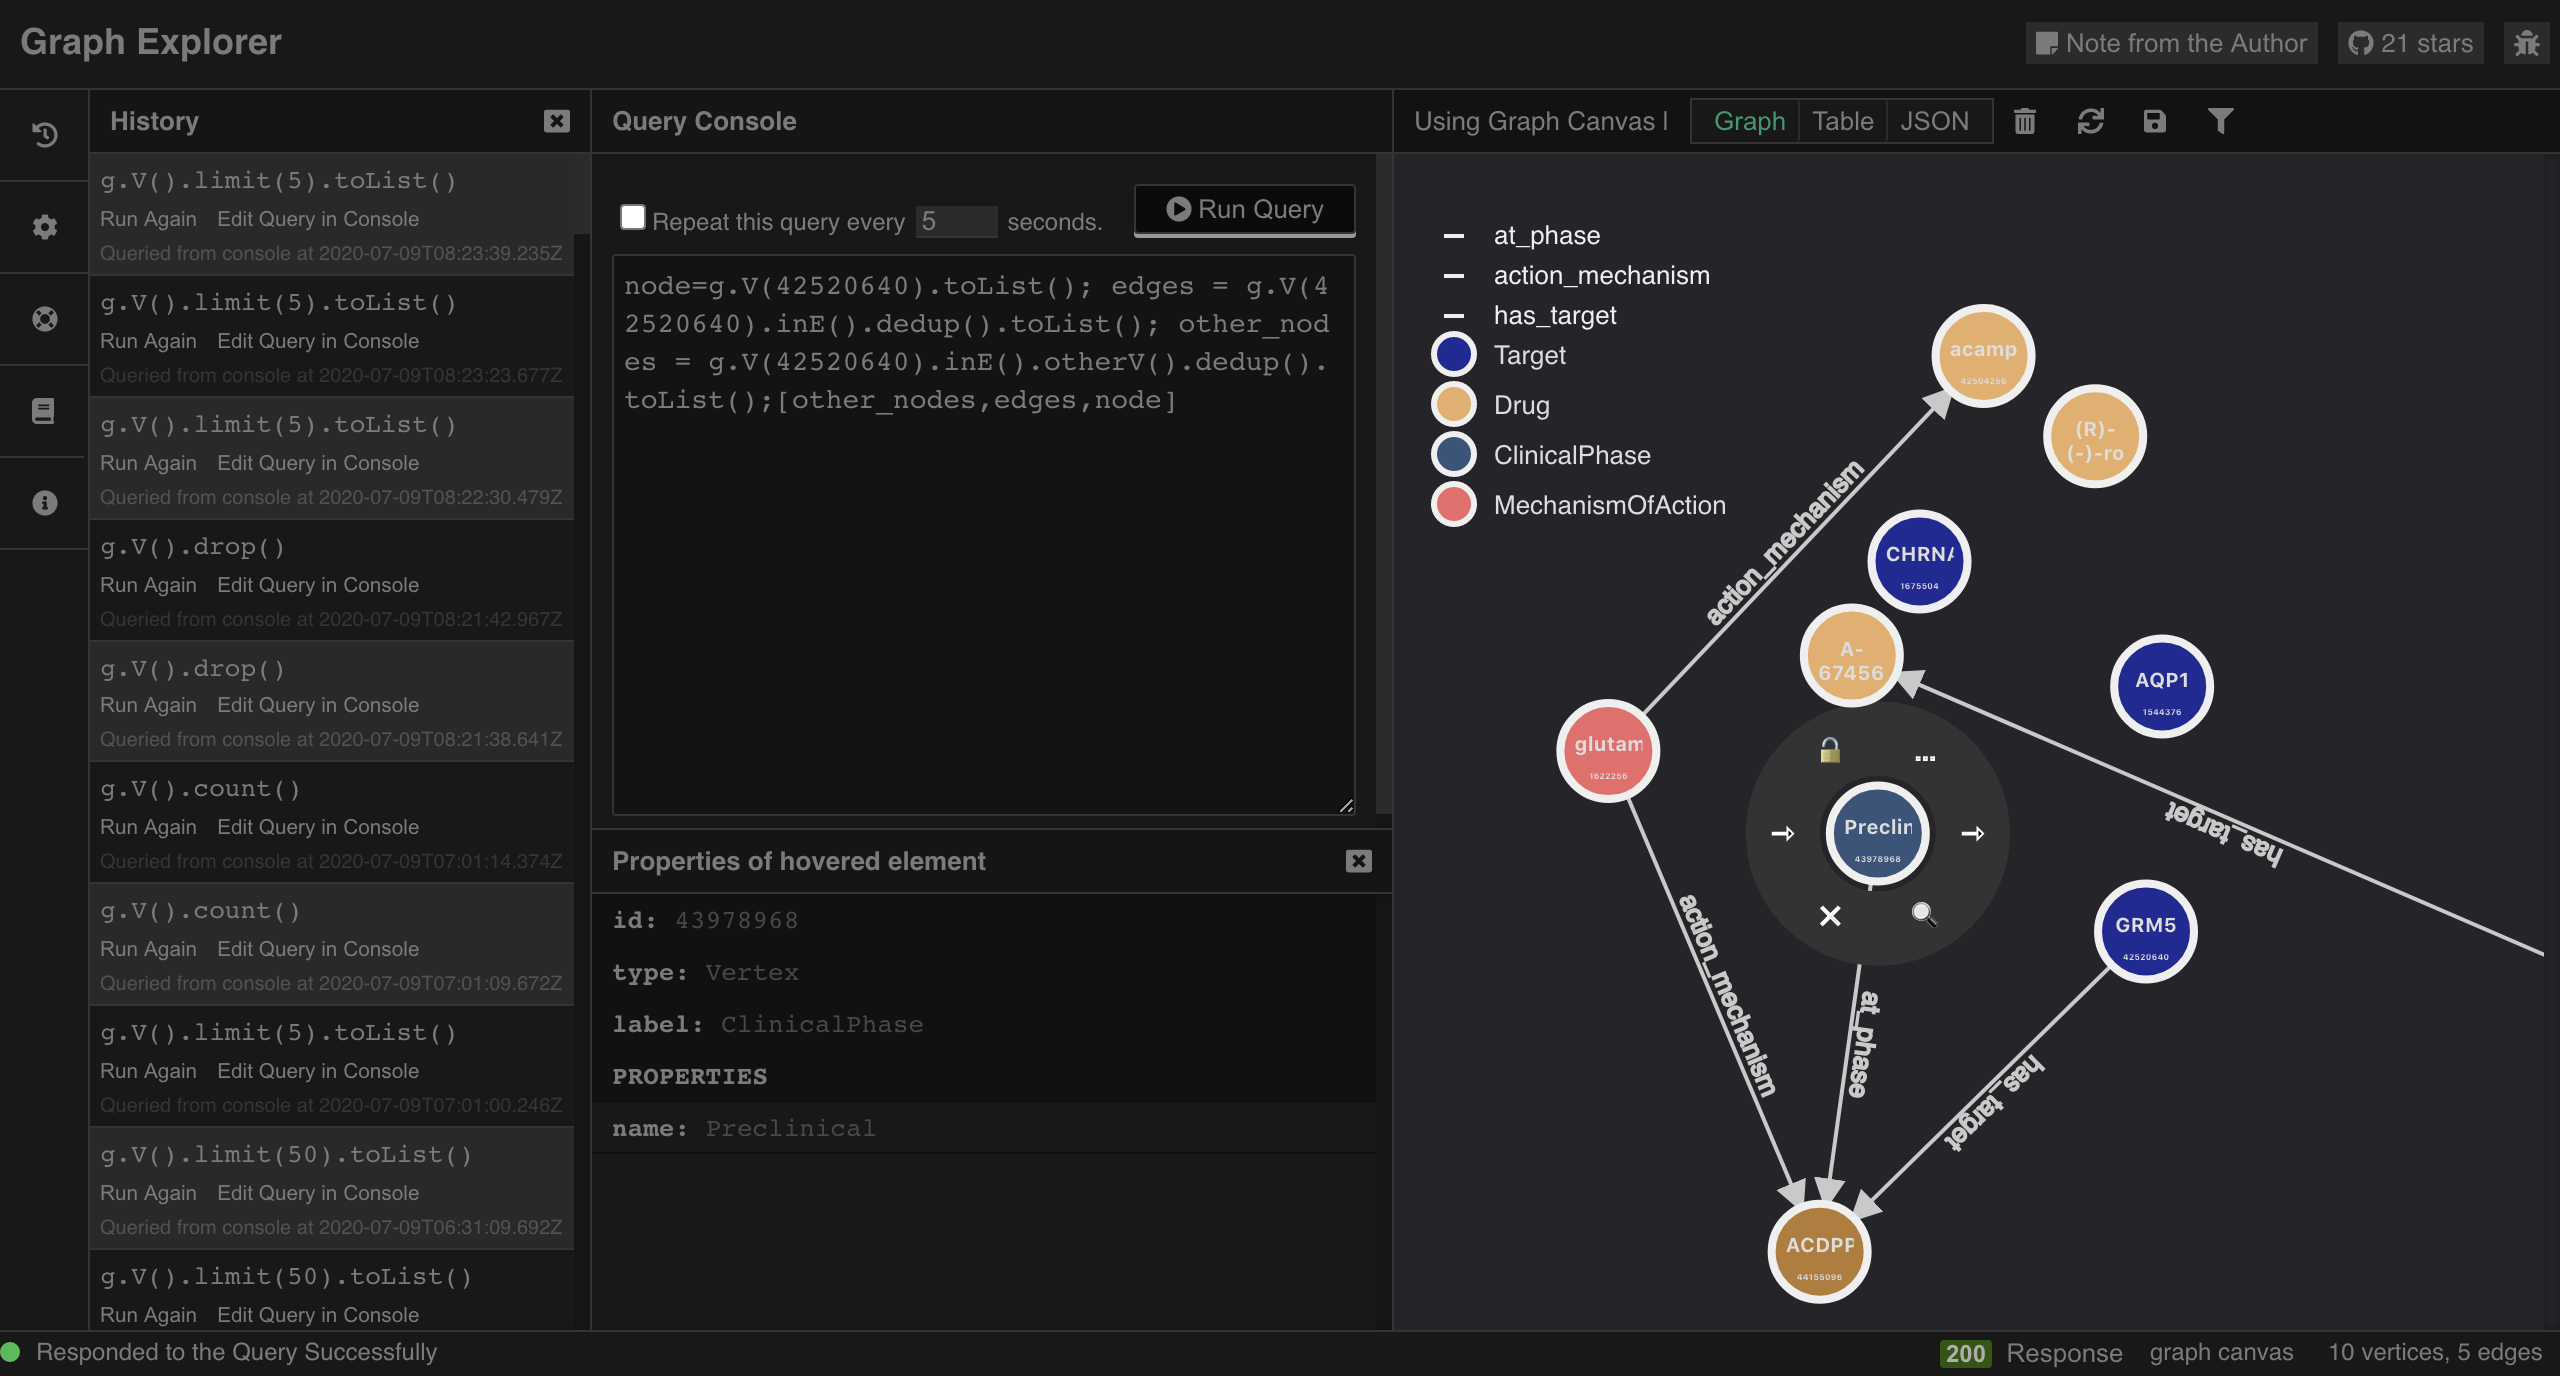 Graph Explorer
Note from the Author
21 stars
History
g.V().limit(5).toList()
Run Again Edit Query in Console
Queried from console at 2020-07-09T08:23:39.235Z
g.V().limit(5).toList()
Run Again Edit Query in Console
Queried from console at 2020-07-09T08:23:23.677Z
g.V().limit(5).toList()
Run Again Edit Query in Console
Queried from console at 2020-07-09T08:22:30.479Z
g.V().drop()
Run Again Edit Query in Console
Queried from console at 2020-07-09T08:21:42.967Z
g.V().drop()
Run Again Edit Query in Console
Queried from console at 2020-07-09T08:21:38.641Z
g.V().count()
Run Again Edit Query in Console
Queried from console at 2020-07-09T07:01:14.374Z
g.V().count()
Run Again Edit Query in Console
Queried from console at 2020-07-09T07:01:09.672Z
g.V().limit(5).toList()
Run Again Edit Query in Console
Queried from console at 2020-07-09T07:01:00.246Z
g.V().limit(50).toList()
Run Again Edit Query in Console
Queried from console at 2020-07-09T06:31:09.692Z
g.V().limit(50).toList()
Run Again Edit Query in Console
Query Console
Repeat this query every 5 seconds.
Run Query
node=g.V(42520640).toList(); edges = g.V(4
2520640).inE().dedup().toList(); other_nod
es = g.V(42520640).inE().otherV().dedup().
toList();[other_nodes,edges,node]
Properties of hovered element
id: 43978968
type: Vertex
label: ClinicalPhase
PROPERTIES
name: Preclinical
Using Graph Canvas I
Graph Table JSON
at_phase
action_mechanism
has_target
Target
Drug
ClinicalPhase
MechanismOfAction
acamp
42504256
(R)-
(-)-ro
action_mechanism
CHRNA
1675504
A-
67456
AQP1
1544376
glutam
1622256
Preclin
43978968
has_target
GRM5
42520640
action_mechanism
at_phase
has_target
ACDPP
44155096
Responded to the Query Successfully
200 Response
graph canvas
10 vertices, 5 edges